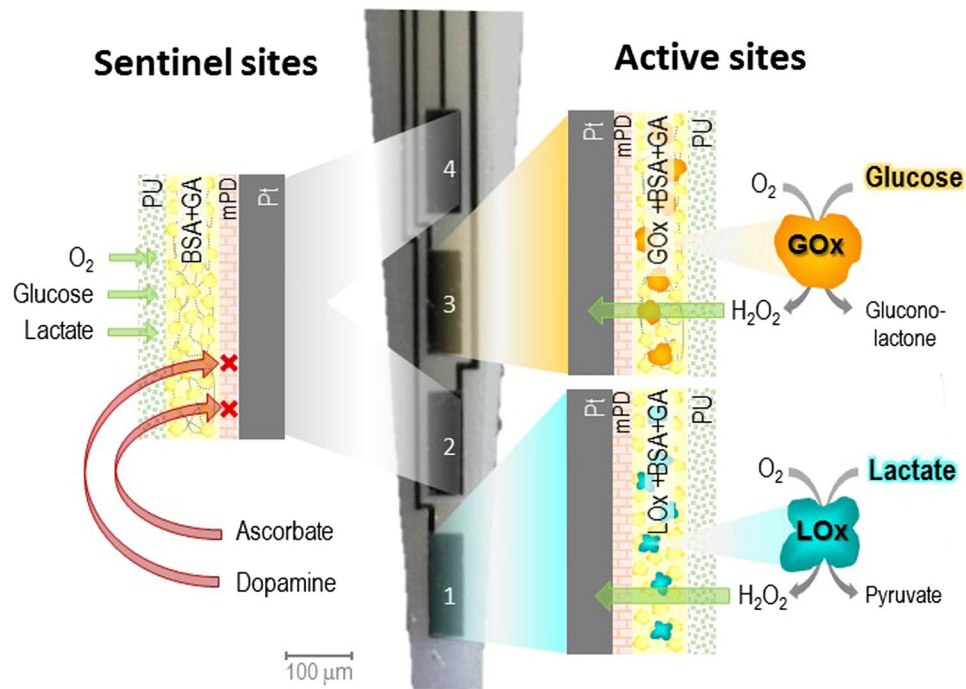 Sentinel sites
Active sites
PU
BSA+GA
mPD
Pt
O₂
Glucose
Lactate
Ascorbate
Dopamine
4
3
2
1
100 µm
Pt
mPD
GOx +BSA+GA
PU
O₂
Glucose
GOx
H₂O₂
Glucono-
lactone
Pt
mPD
LOx +BSA+GA
PU
O₂
Lactate
LOx
H₂O₂
Pyruvate